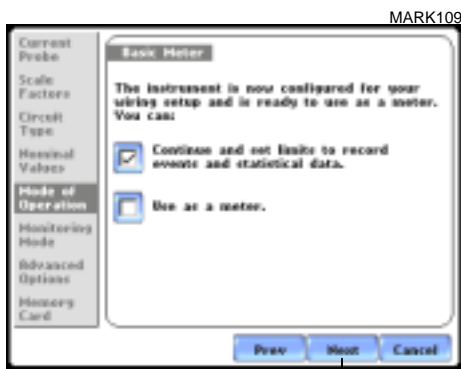 MARK109
Current
Probe
Scale
Factors
Circuit
Type
Nominal
Values
Mode of
Operation
Monitoring
Mode
Advanced
Options
Memory
Card
Basic Meter
The instrument is now configured for your
wiring setup and is ready to use as a meter.
You can:
Continue and set limits to record
events and statistical data.
Use as a meter.
Prev
Next
Cancel